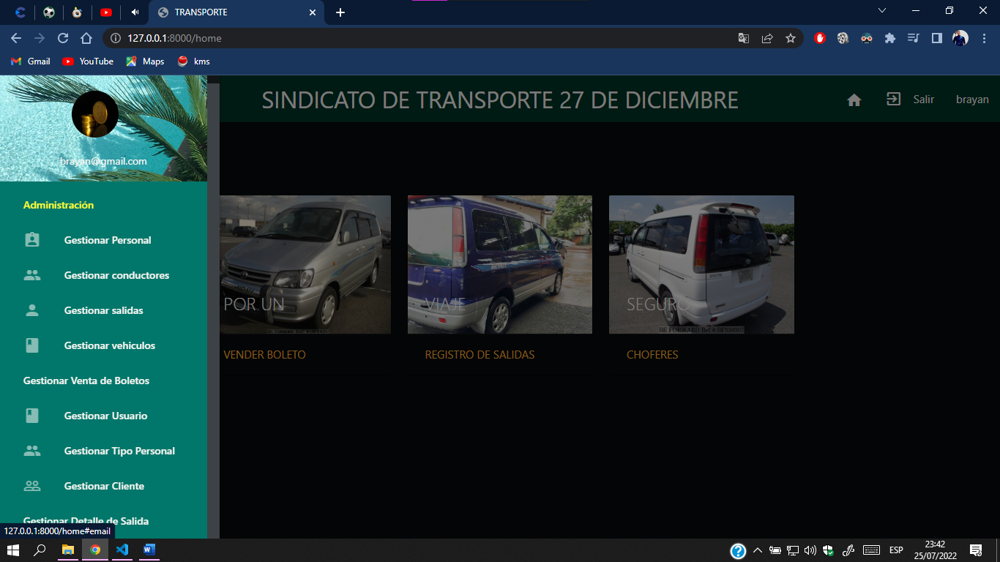 TRANSPORTE
127.0.0.1:8000/home
Gmail
YouTube
Maps
kms
SINDICATO DE TRANSPORTE 27 DE DICIEMBRE
Salir
brayan
brayan@gmail.com
Administración
Gestionar Personal
Gestionar conductores
Gestionar salidas
Gestionar vehiculos
Gestionar Venta de Boletos
Gestionar Usuario
Gestionar Tipo Personal
Gestionar Cliente
Gestionar Detalle de Salida
POR UN
VENDER BOLETO
VIAJE
REGISTRO DE SALIDAS
SEGURO
BE FORWARD Ref # BF538507
CHOFERES
127.0.0.1:8000/home#email
ESP
23:42
25/07/2022